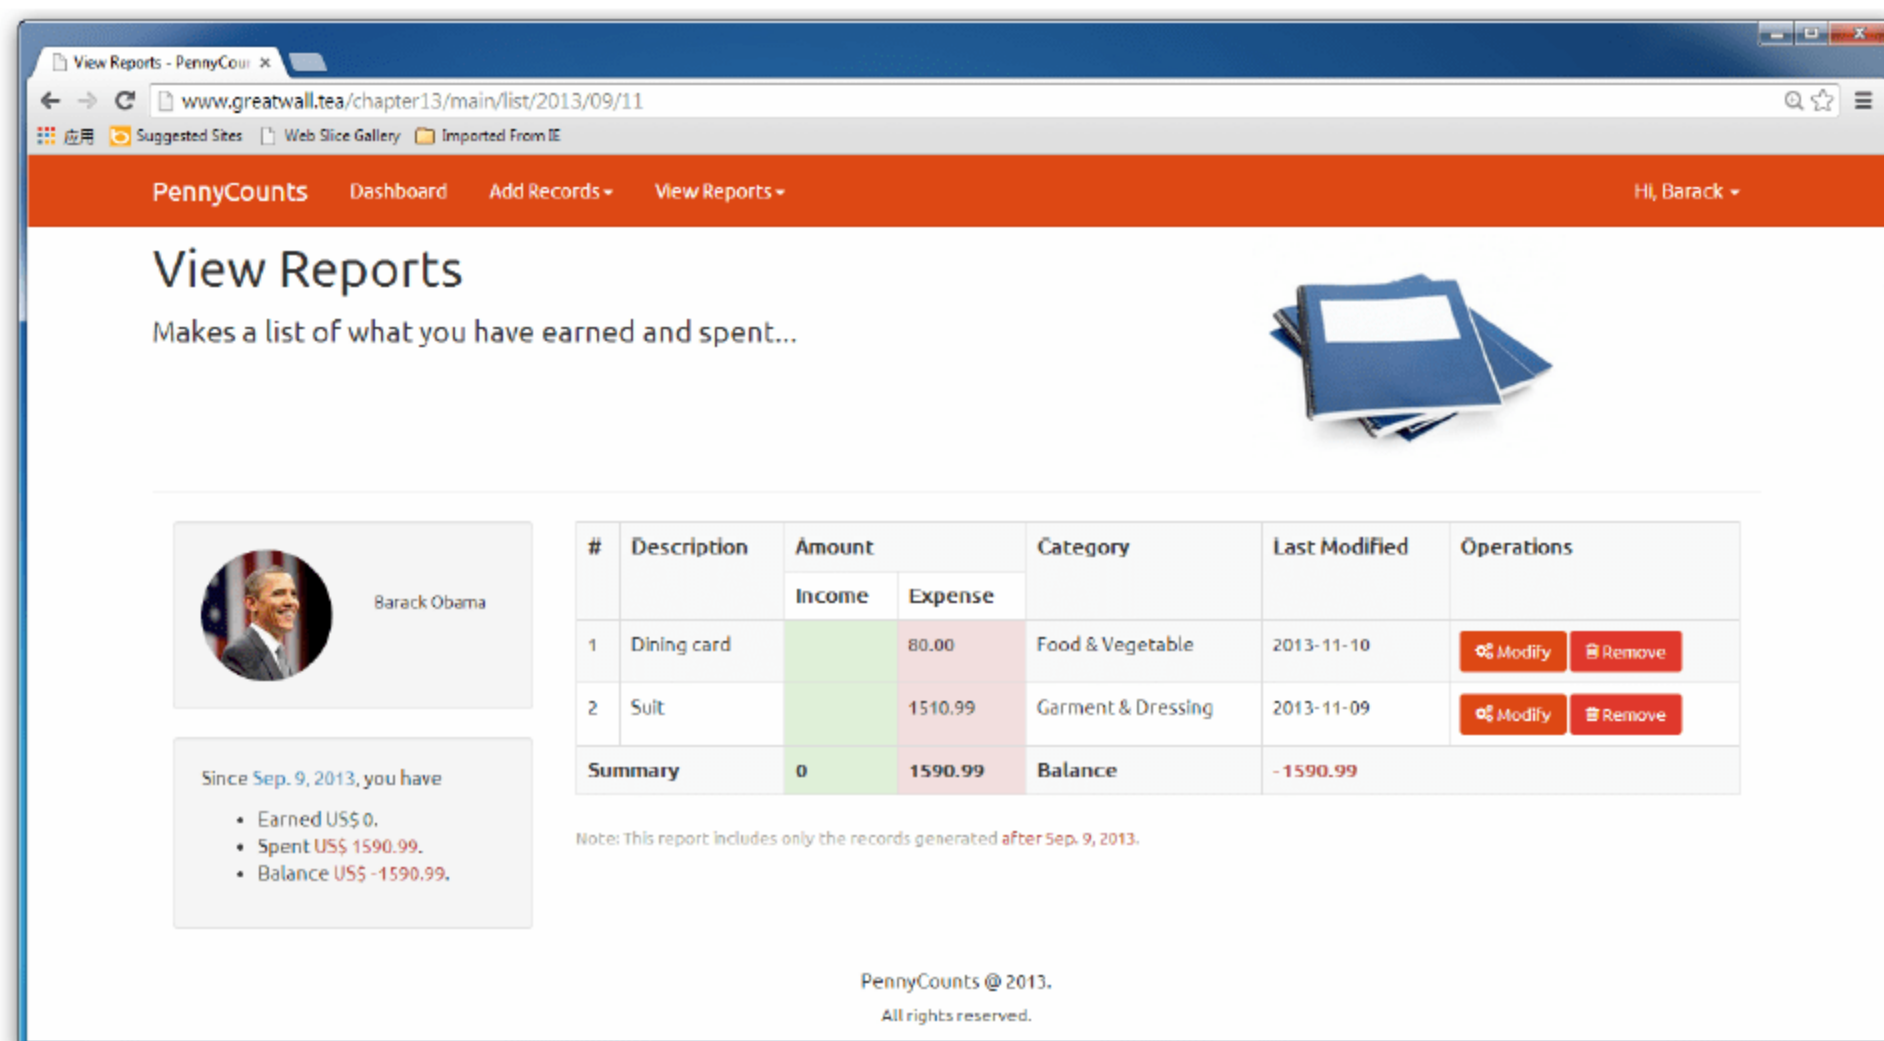 View Reports - PennyCour ×
www.greatwall.tea/chapter13/main/list/2013/09/11
应用 Suggested Sites Web Slice Gallery Imported From IE
PennyCounts Dashboard Add Records View Reports Hi, Barack
View Reports
Makes a list of what you have earned and spent...
Barack Obama
Since Sep. 9, 2013, you have
• Earned US$ 0.
• Spent US$ 1590.99.
• Balance US$ -1590.99.
# Description Amount Category Last Modified Operations
Income Expense
1 Dining card 80.00 Food & Vegetable 2013-11-10 Modify Remove
2 Suit 1510.99 Garment & Dressing 2013-11-09 Modify Remove
Summary 0 1590.99 Balance -1590.99
Note: This report includes only the records generated after Sep. 9, 2013.
PennyCounts @ 2013.
All rights reserved.